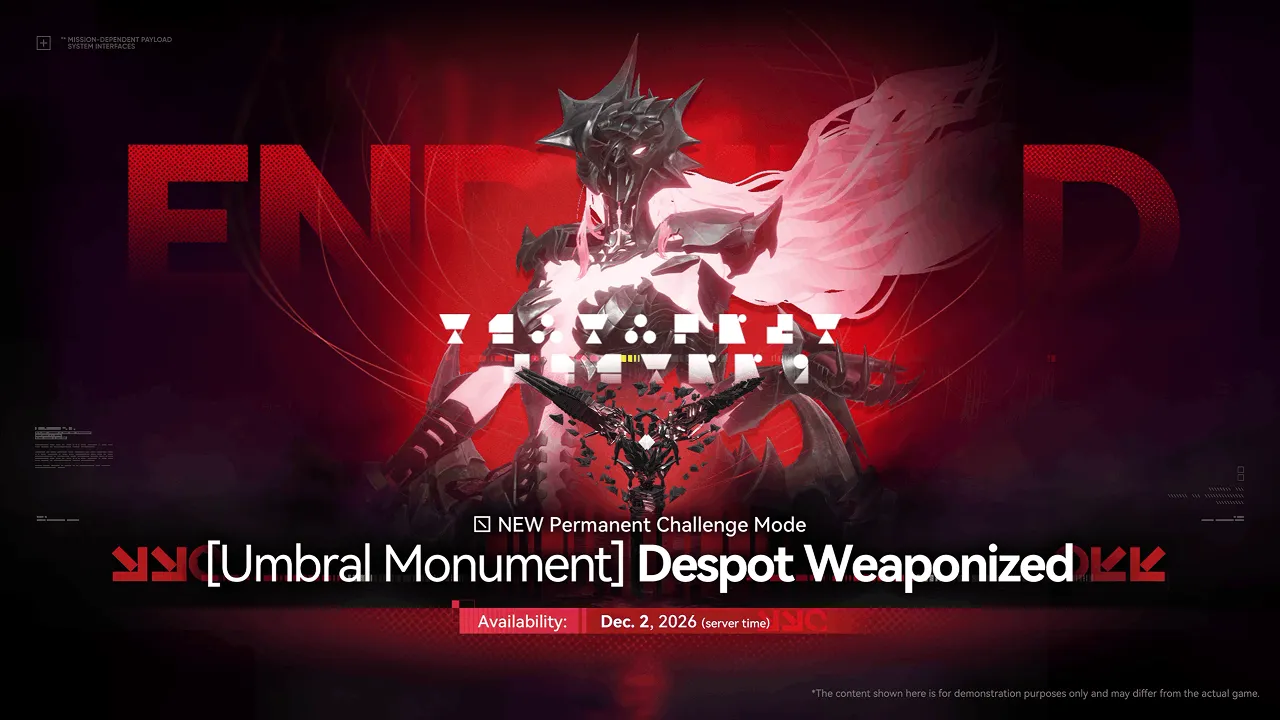 ** MISSION-DEPENDENT PAYLOAD
SYSTEM INTERFACES
NEW Permanent Challenge Mode
[Umbral Monument] Despot Weaponized
Availability: Dec. 2, 2026 (server time)
*The content shown here is for demonstration purposes only and may differ from the actual game.